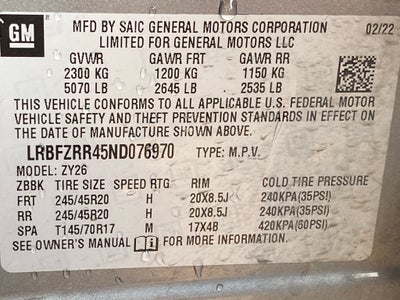 GM
MFD BY SAIC GENERAL MOTORS CORPORATION 02/22
LIMITED FOR GENERAL MOTORS LLC
GVWR GAWR FRT GAWR RR
2300 KG 1200 KG 1150 KG
5070 LB 2645 LB 2535 LB
THIS VEHICLE CONFORMS TO ALL APPLICABLE U.S. FEDERAL MOTOR
VEHICLE SAFETY AND THEFT PREVENTION STANDARDS IN EFFECT ON
THE DATE OF MANUFACTURE SHOWN ABOVE.
LRBFZRR45ND076970 TYPE: M.P.V.
MODEL: ZY26
ZBBK TIRE SIZE SPEED RTG RIM COLD TIRE PRESSURE
FRT 245/45R20 H 20X8.5J 240KPA(35PSI)
RR 245/45R20 H 20X8.5J 240KPA(35PSI)
SPA T145/70R17 M 17X4B 420KPA(60PSI)
SEE OWNER'S MANUAL i FOR MORE INFORMATION.